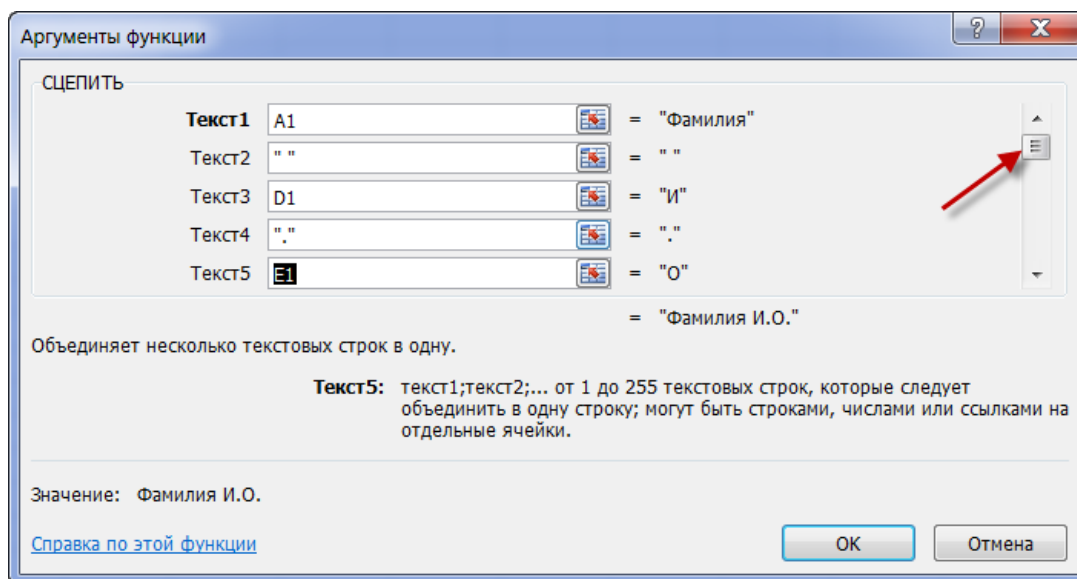 Аргументы функции
СЦЕПИТЬ
Текст1 A1 = "Фамилия"
Текст2 " " = " "
Текст3 D1 = "И"
Текст4 "." = "."
Текст5 E1 = "О"
= "Фамилия И.О."
Объединяет несколько текстовых строк в одну.
Текст5: текст1;текст2;... от 1 до 255 текстовых строк, которые следует
объединить в одну строку; могут быть строками, числами или ссылками на
отдельные ячейки.
Значение: Фамилия И.О.
Справка по этой функции
ОК
Отмена